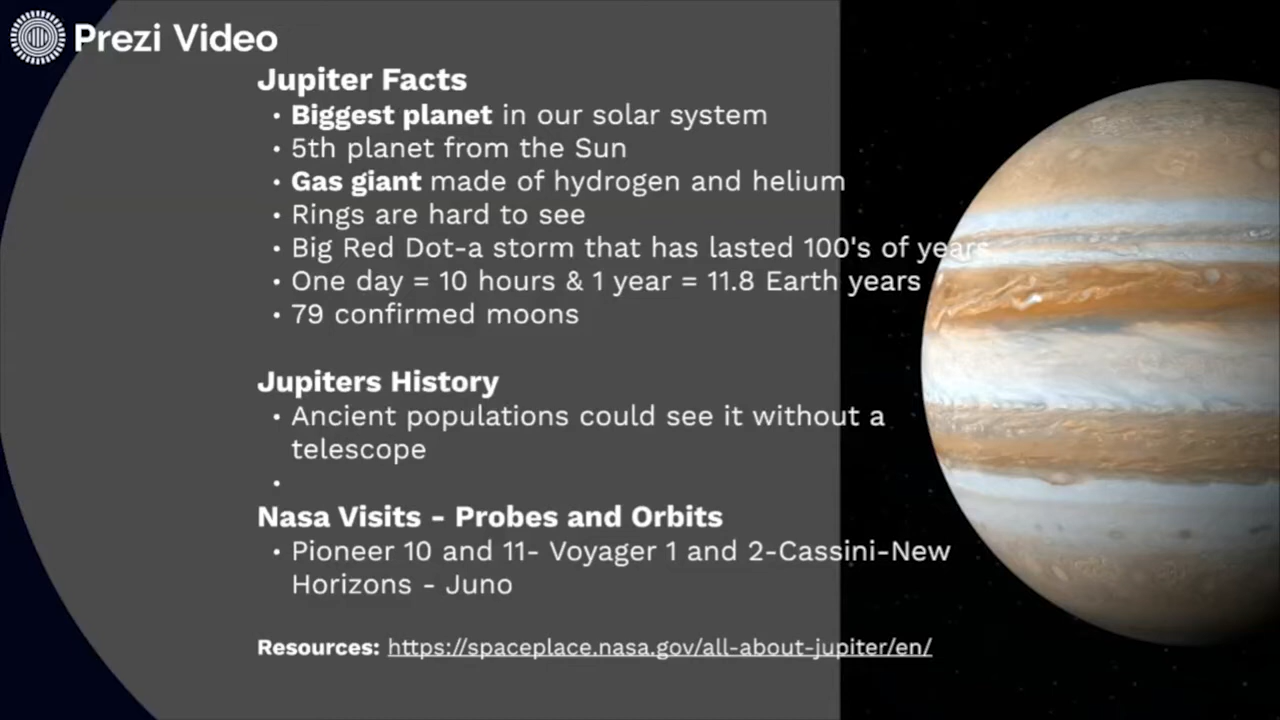 Prezi Video
Jupiter Facts
• Biggest planet in our solar system
• 5th planet from the Sun
• Gas giant made of hydrogen and helium
• Rings are hard to see
• Big Red Dot-a storm that has lasted 100's of years
• One day = 10 hours & 1 year = 11.8 Earth years
• 79 confirmed moons
Jupiters History
• Ancient populations could see it without a
telescope
•
Nasa Visits - Probes and Orbits
• Pioneer 10 and 11- Voyager 1 and 2-Cassini-New
Horizons - Juno
Resources: https://spaceplace.nasa.gov/all-about-jupiter/en/